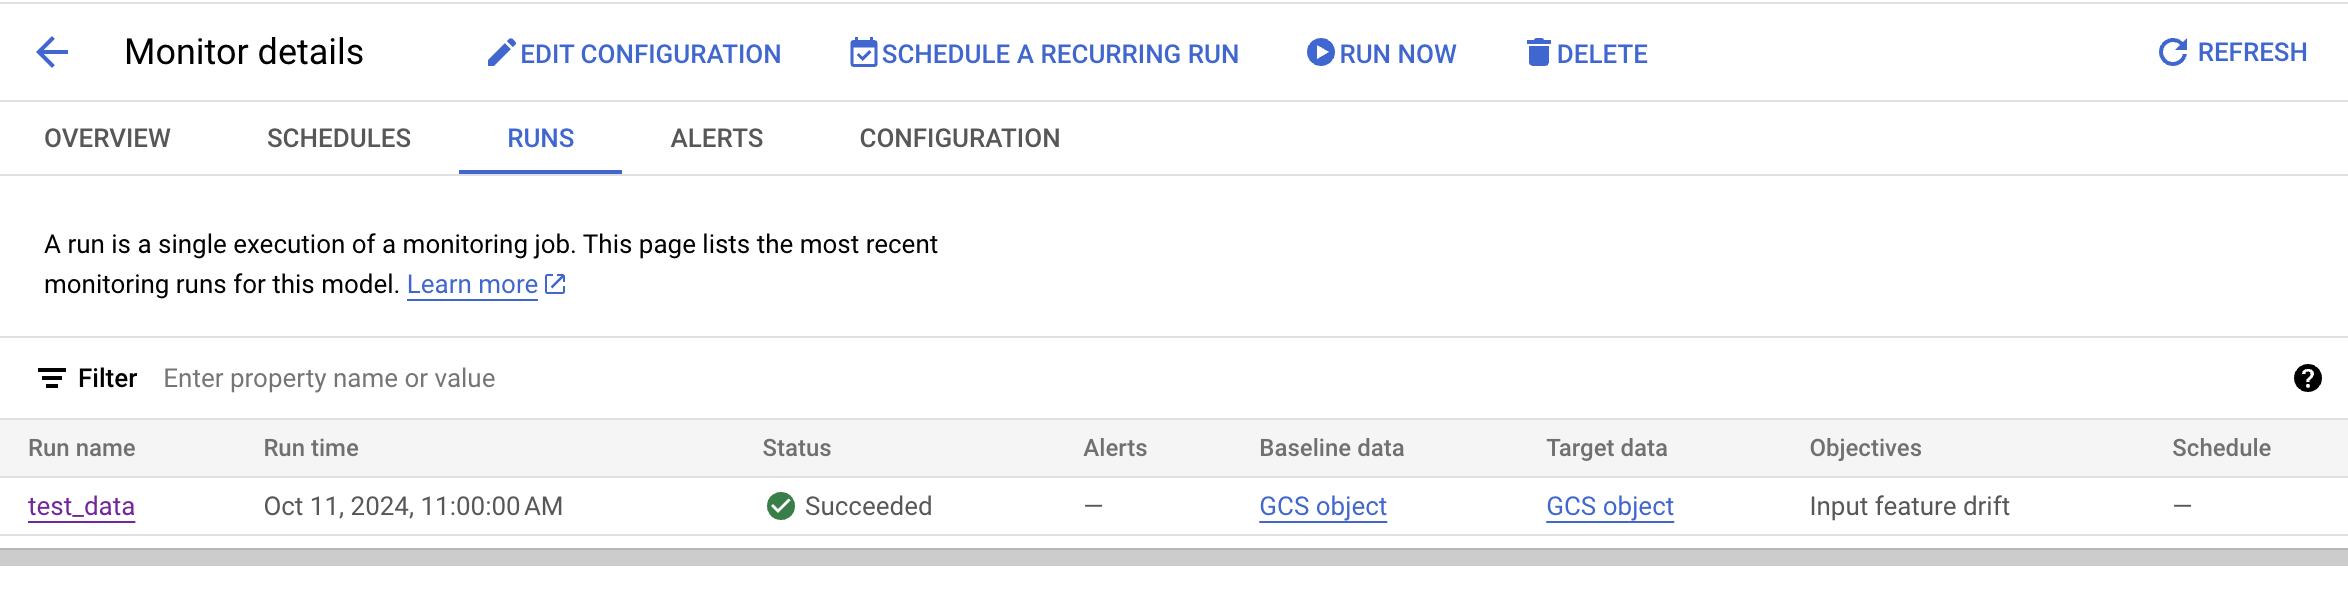 Monitor details EDIT CONFIGURATION SCHEDULE A RECURRING RUN RUN NOW DELETE REFRESH
OVERVIEW SCHEDULES RUNS ALERTS CONFIGURATION
A run is a single execution of a monitoring job. This page lists the most recent
monitoring runs for this model. Learn more
Filter Enter property name or value
Run name Run time Status Alerts Baseline data Target data Objectives Schedule
test_data Oct 11, 2024, 11:00:00 AM Succeeded — GCS object GCS object Input feature drift —